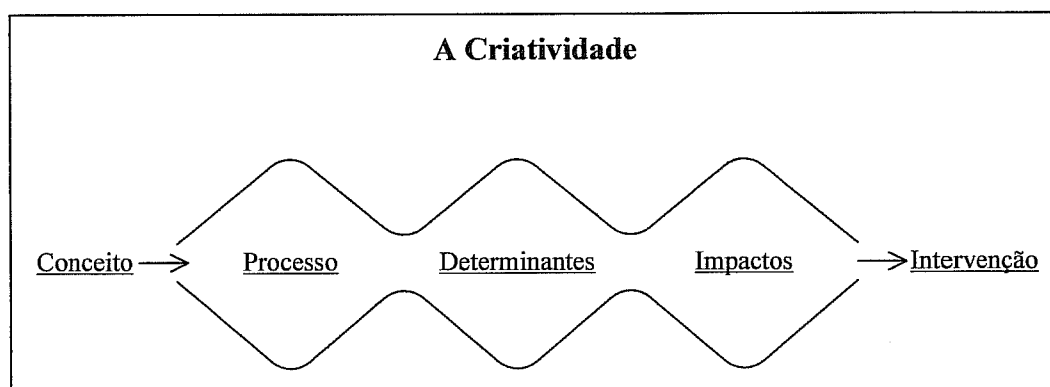 A Criatividade
Conceito Processo Determinantes Impactos Intervenção